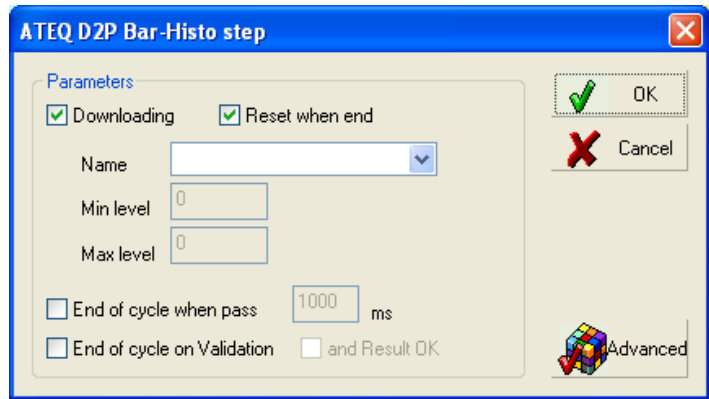 ATEQ D2P Bar-Histo step
Parameters
Downloading
Reset when end
OK
Name
Cancel
Min level
0
Max level
0
End of cycle when pass
1000
ms
End of cycle on Validation
and Result OK
Advanced